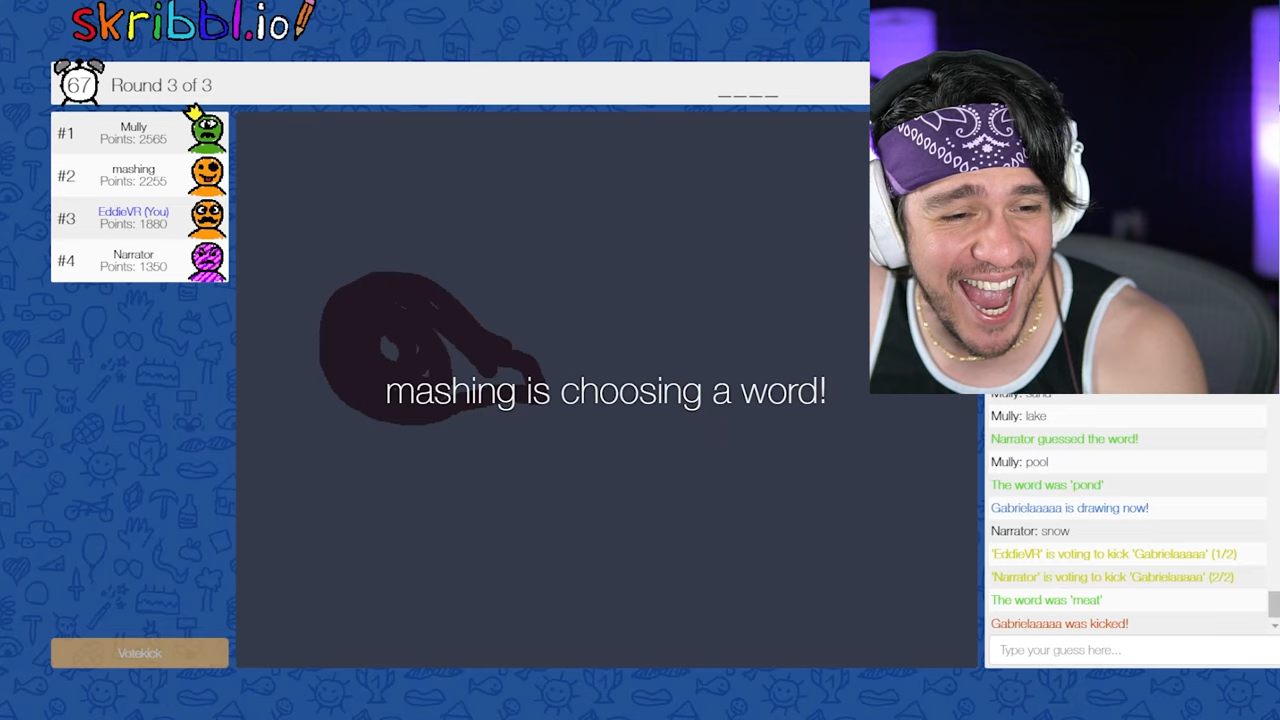 skribbl.io
67
Round 3 of 3
____
#1
Mully
Points: 2565
#2
mashing
Points: 2255
#3
EddieVR (You)
Points: 1880
#4
Narrator
Points: 1350
mashing is choosing a word!
Votekick
Mully: sand
Mully: lake
Narrator guessed the word!
Mully: pool
The word was 'pond'
Gabrielaaaaa is drawing now!
Narrator: snow
'EddieVR' is voting to kick 'Gabrielaaaaa' (1/2)
'Narrator' is voting to kick 'Gabrielaaaaa' (2/2)
The word was 'meat'
Gabrielaaaaa was kicked!
Type your guess here...